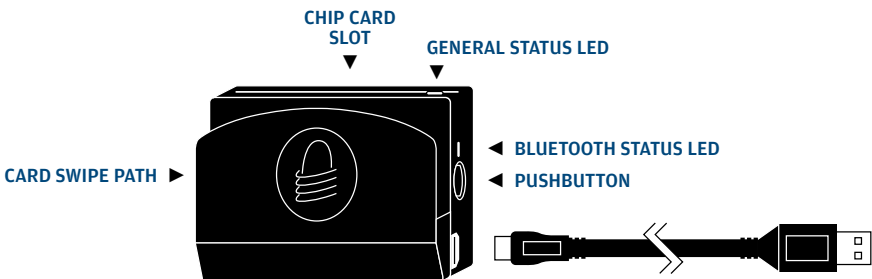 CHIP CARD
SLOT
GENERAL STATUS LED
BLUETOOTH STATUS LED
CARD SWIPE PATH
PUSHBUTTON